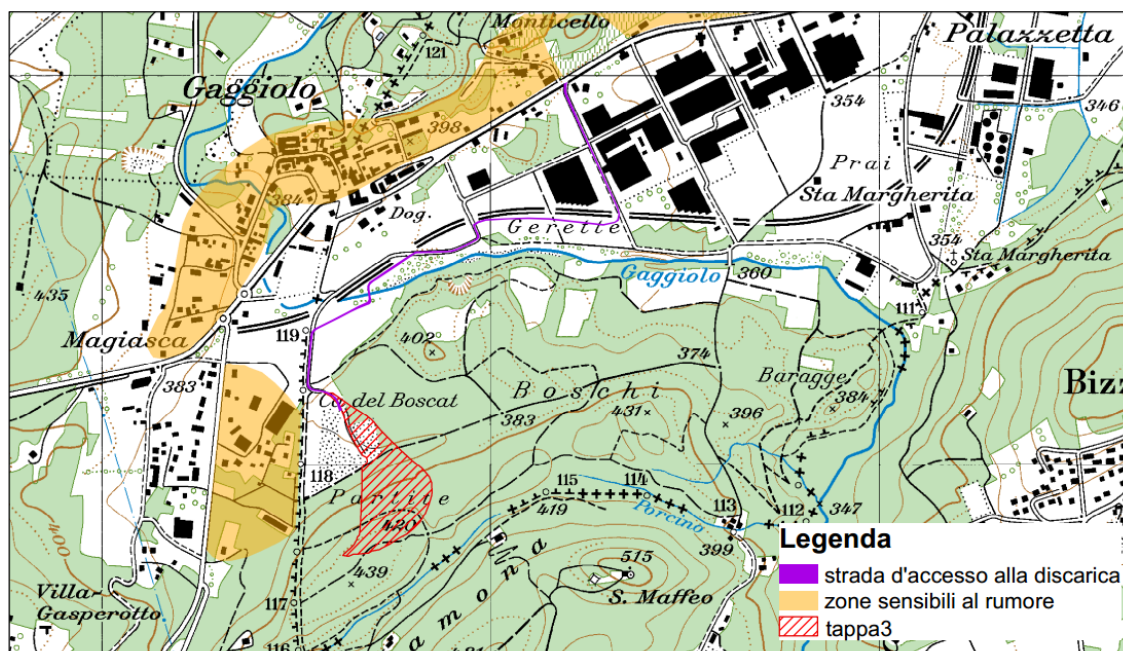 Monticello
121
Palazzetta
Gaggiolo
354
346
398
Prai
384
Dog.
Sta Margherita
Gerette
354
Sta Margherita
Gaggiolo
360
435
111
119
402
Magiasca
374
Baragge
383
Boschi
Bizz
Ca. del Boscat
383
384
431
396
118
115
114
Partite
113
112
347
419
Porcino
420
399
Legenda
strada d'accesso alla discarica
zone sensibili al rumore
tappa3
400
439
515
Villa-
Gasperotto
117
S. Maffeo
amona
116